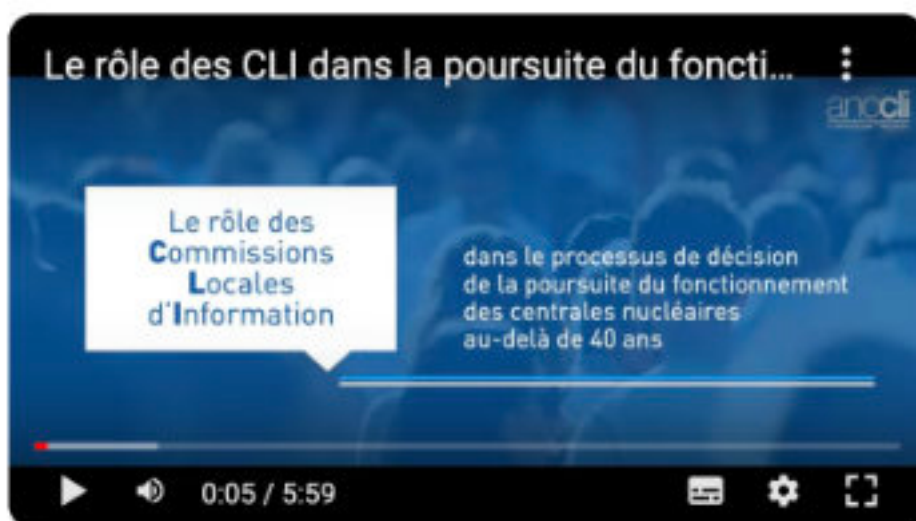 Le rôle des CLI dans la poursuite du foncti...
anccli
Le rôle des
Commissions
Locales
d'Information
dans le processus de décision
de la poursuite du fonctionnement
des centrales nucléaires
au-delà de 40 ans
0:05 / 5:59